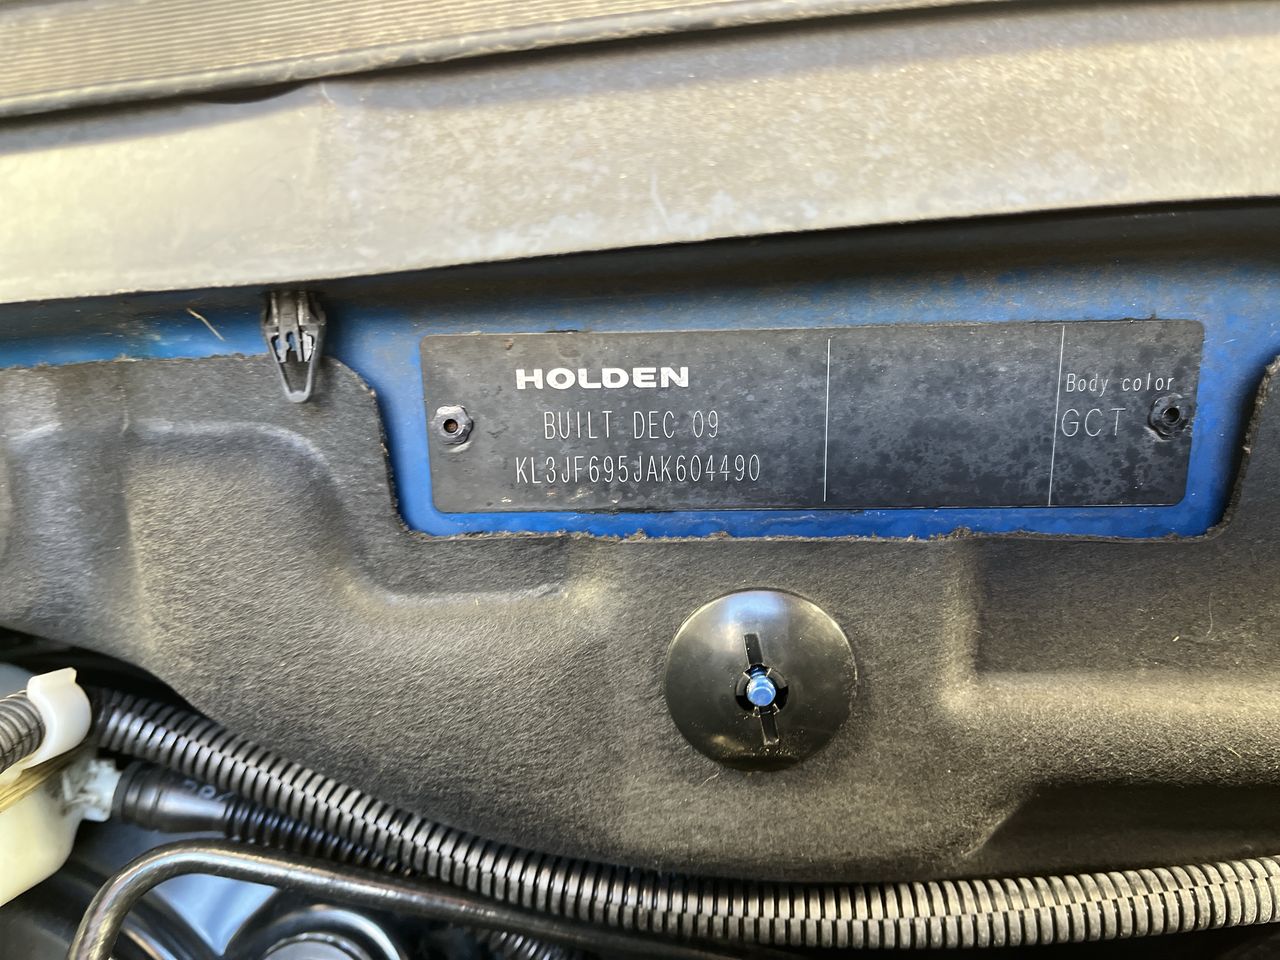 HOLDEN
BUILT DEC 09
KL3JF695JAK604490
Body color
GCT